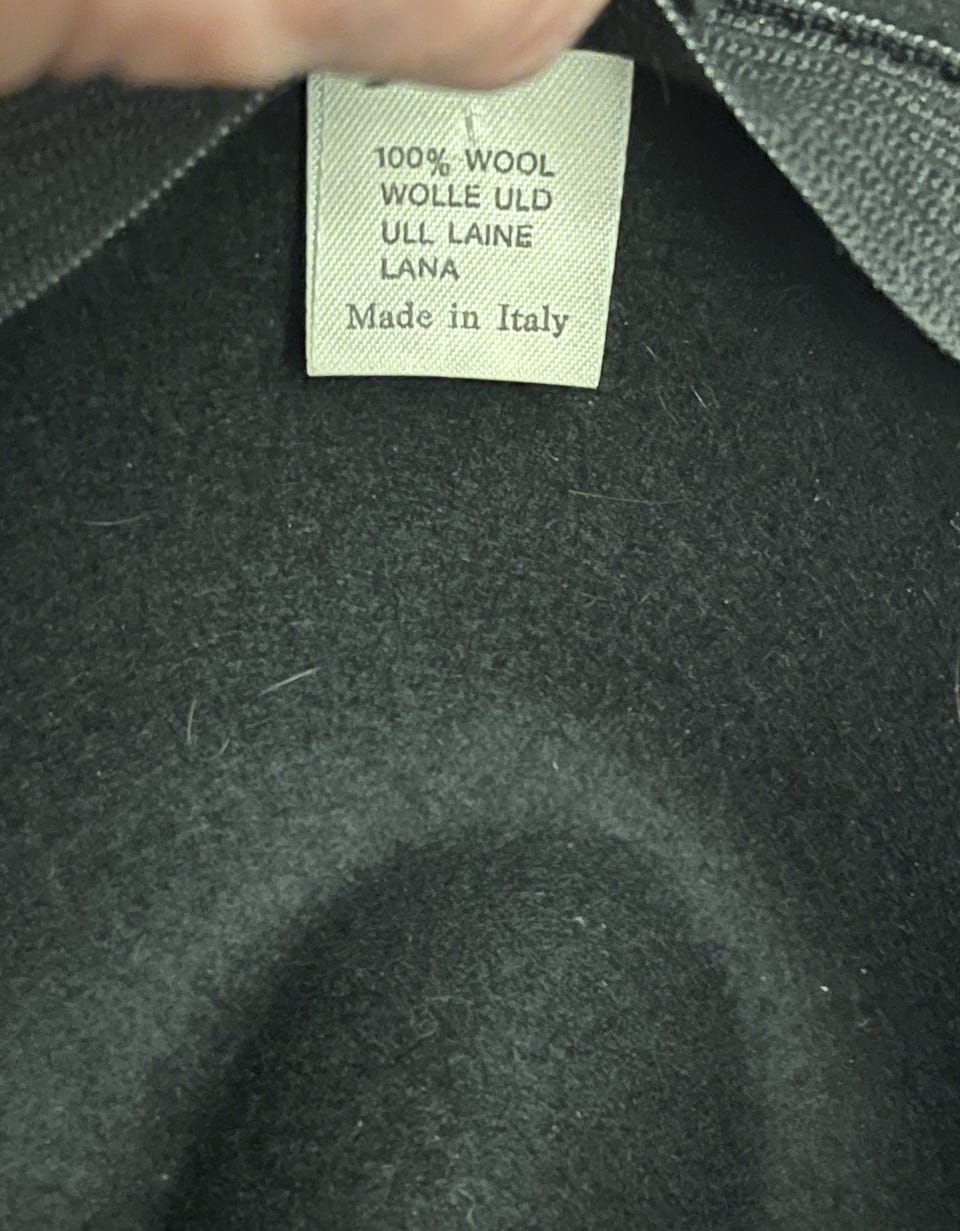 100% WOOL
WOLLE ULD
ULL LAINE
LANA
Made in Italy